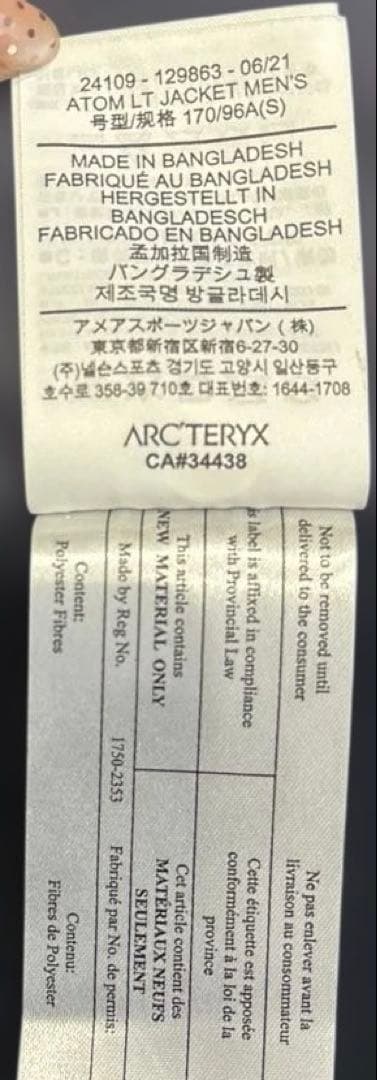 24109 - 129863 - 06/21
ATOM LT JACKET MEN'S
号型/规格 170/96A(S)
MADE IN BANGLADESH
FABRIQUÉ AU BANGLADESH
HERGESTELLT IN
BANGLADESCH
FABRICADO EN BANGLADESH
孟加拉国制造
バングラデシュ製
제조국명 방글라데시
アメアスポーツジャパン (株)
東京都新宿区新宿6-27-30
(주)넬슨스포츠 경기도 고양시 일산동구
호수로 358-39 710호 대표번호: 1644-1708
ARC'TERYX
CA#34438
Not to be removed until
delivered to the consumer
Ne pas enlever avant la
livraison au consommateur
is label is affixed in compliance
with Provincial Law
Cette étiquette est apposée
conformément à la loi de la
province
This article contains
NEW MATERIAL ONLY
Cet article contient des
MATÉRIAUX NEUFS
SEULEMENT
Made by Reg No. 1750-2353 Fabriqué par No. de permis:
Content:
Polyester Fibres
Contenu:
Fibres de Polyester